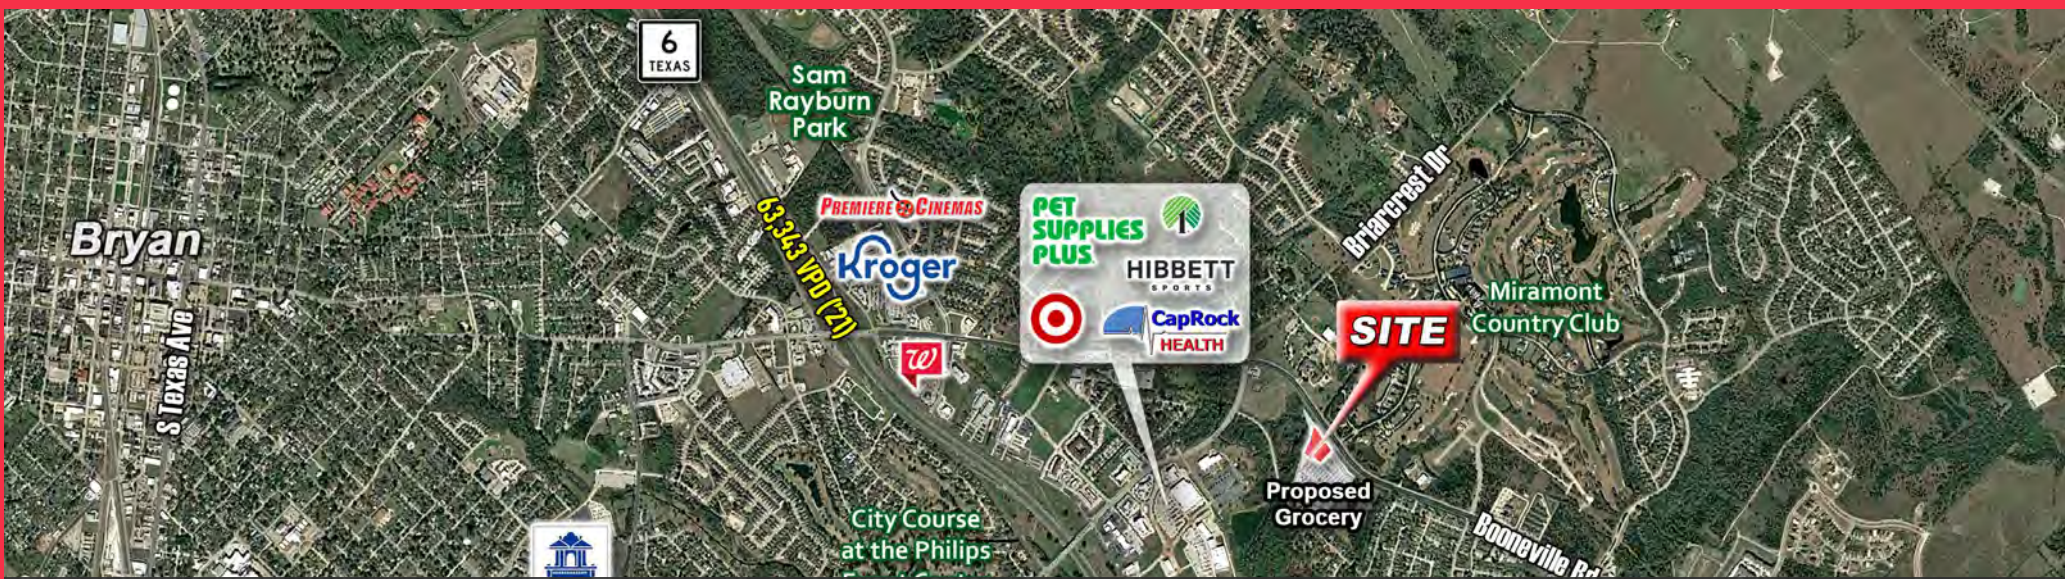 6
TEXAS
Sam
Rayburn
Park
Briarcrest Dr
PREMIERE CINEMAS
63,343 VPD ('21)
Kroger
PET
SUPPLIES
PLUS
HIBBETT
SPORTS
CapRock
HEALTH
Bryan
S Texas Ave
Miramont
Country Club
SITE
W
Proposed
Grocery
Booneville Rd
City Course
at the Philips